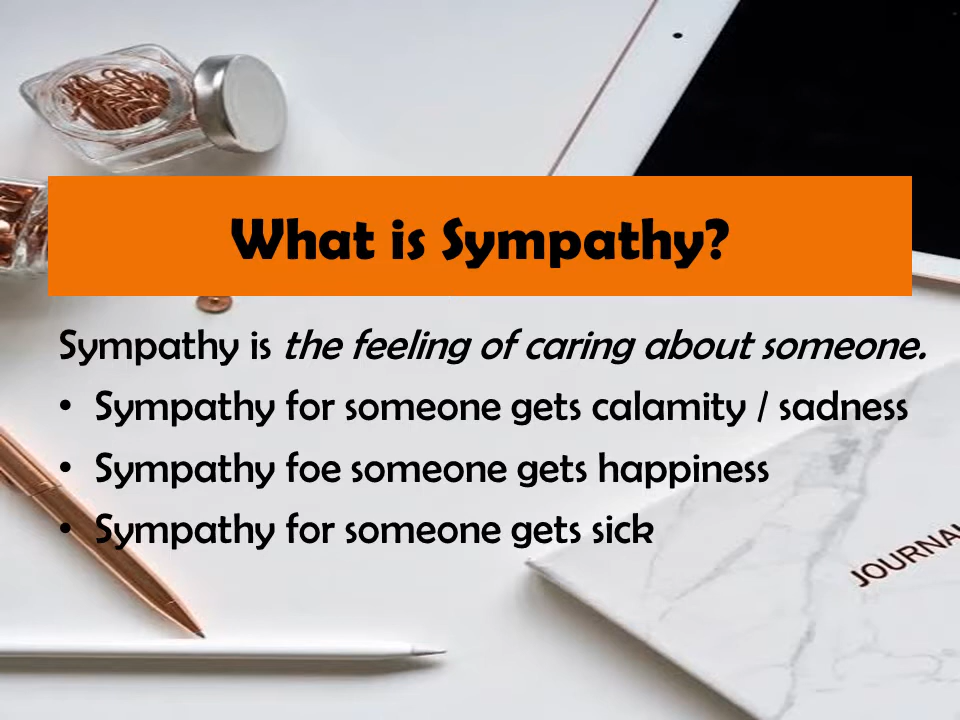 What is Sympathy?
Sympathy is the feeling of caring about someone.
• Sympathy for someone gets calamity / sadness
• Sympathy foe someone gets happiness
• Sympathy for someone gets sick
JOURNAL